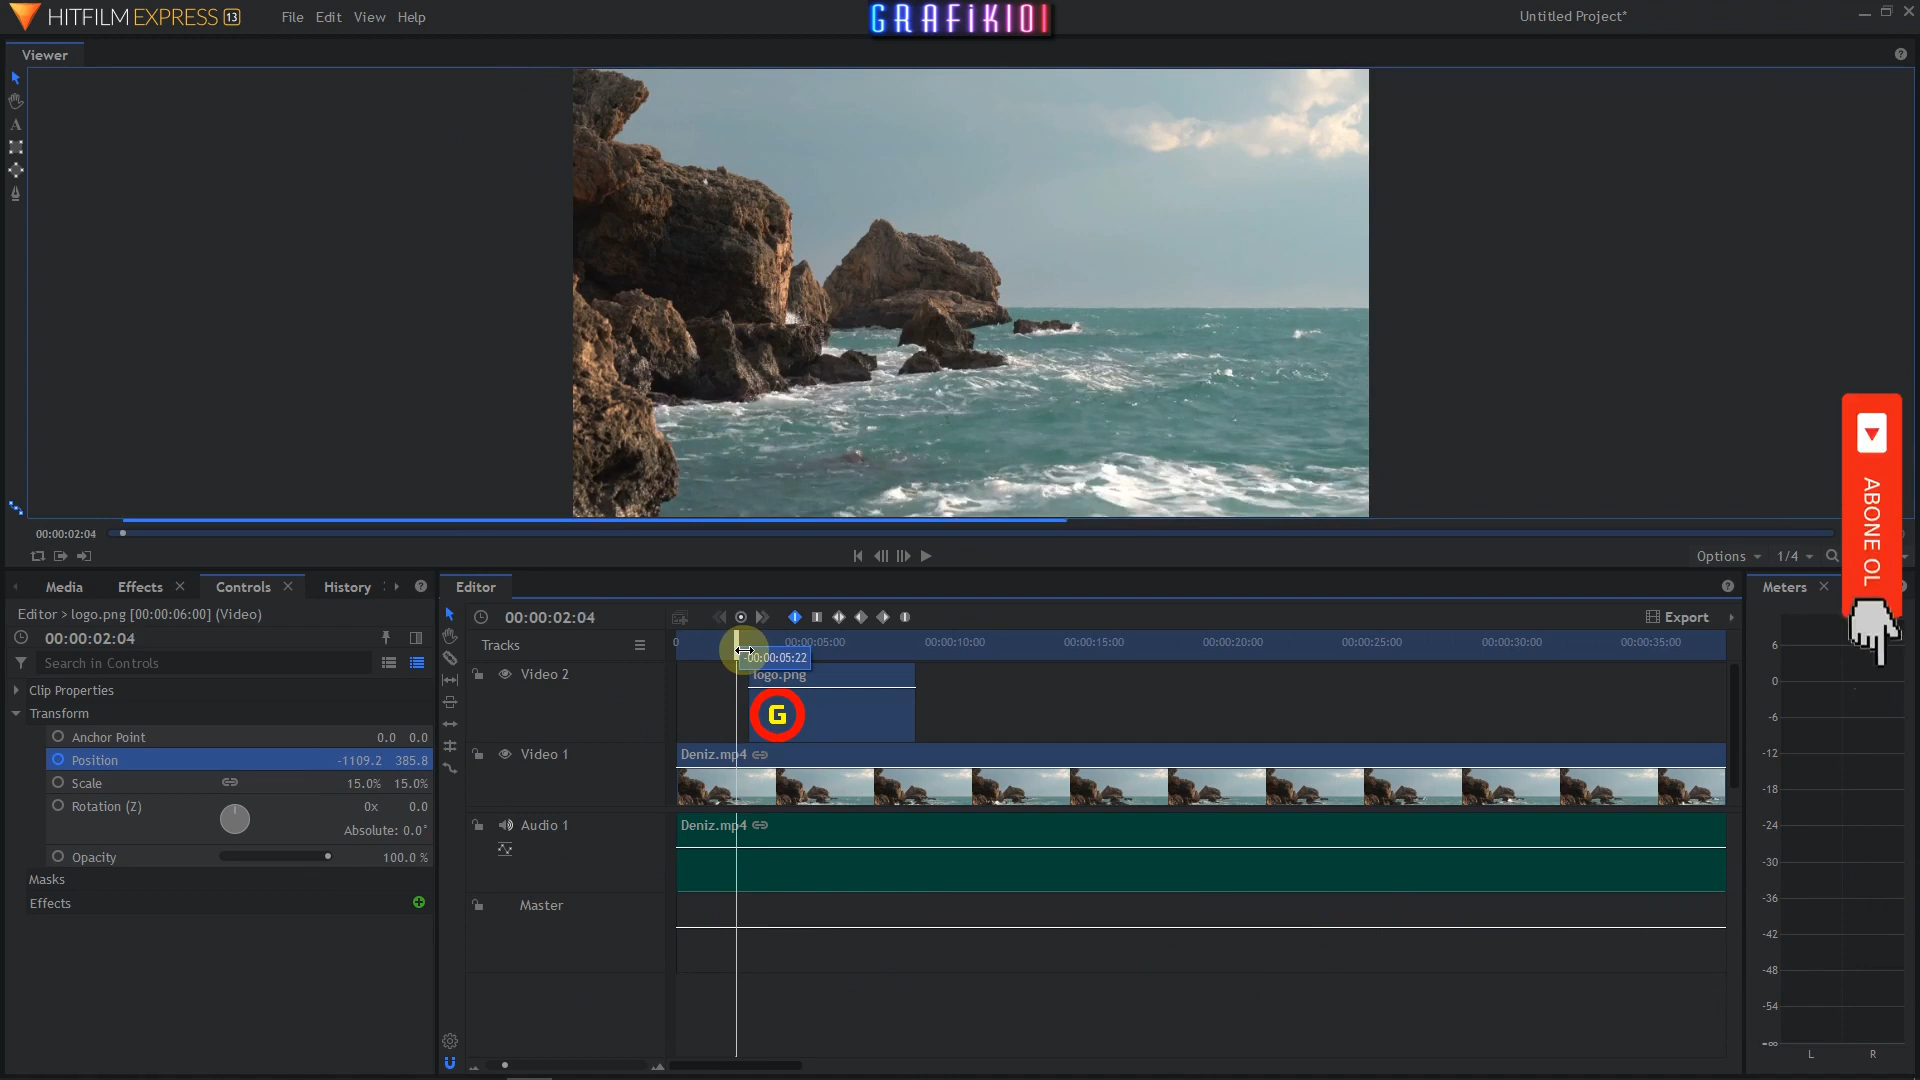 HITFILM EXPRESS 13 File Edit View Help GRAFiK101 Untitled Project*
Viewer
00:00:02:04
Options 1/4
ABONE OL
Media Effects Controls History
Editor > logo.png [00:00:06:00] (Video)
00:00:02:04
Search in Controls
Clip Properties
Transform
Anchor Point 0.0 0.0
Position -1109.2 385.8
Scale 15.0% 15.0%
Rotation (Z) 0x 0.0
Absolute: 0.0°
Opacity 100.0 %
Masks
Effects
Editor
00:00:02:04 Export
Tracks 0 00:00:05:00 00:00:10:00 00:00:15:00 00:00:20:00 00:00:25:00 00:00:30:00 00:00:35:00
-00:00:05:22
Video 2 logo.png
G
Video 1 Deniz.mp4
Audio 1 Deniz.mp4
Master
Meters
6
0
-6
-12
-18
-24
-30
-36
-42
-48
-54
-∞
L R